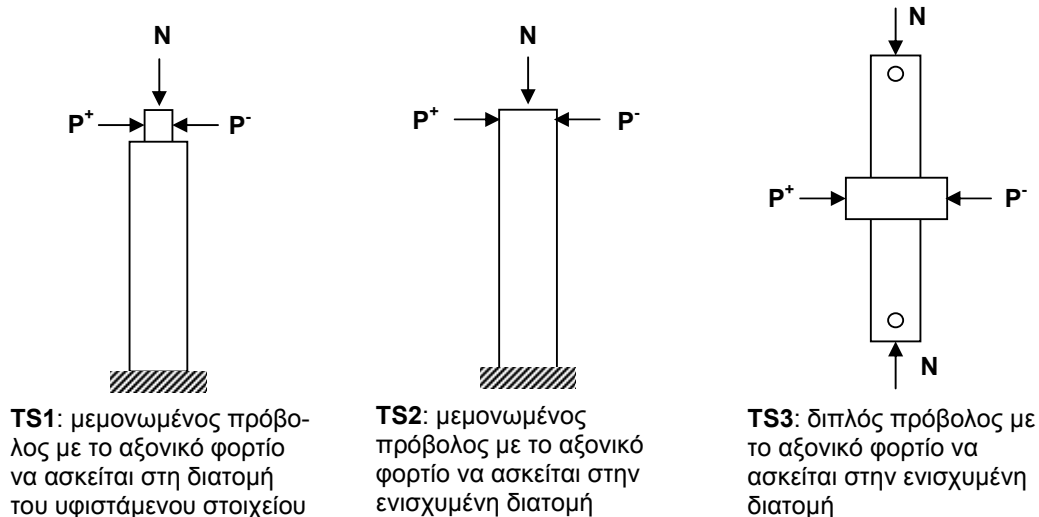 N
P+ P-
TS1: μεμονωμένος πρόβο-
λος με το αξονικό φορτίο
να ασκείται στη διατομή
του υφιστάμενου στοιχείου
N
P+ P-
TS2: μεμονωμένος
πρόβολος με το αξονικό
φορτίο να ασκείται στην
ενισχυμένη διατομή
N
P+ P-
N
TS3: διπλός πρόβολος με
το αξονικό φορτίο να
ασκείται στην ενισχυμένη
διατομή